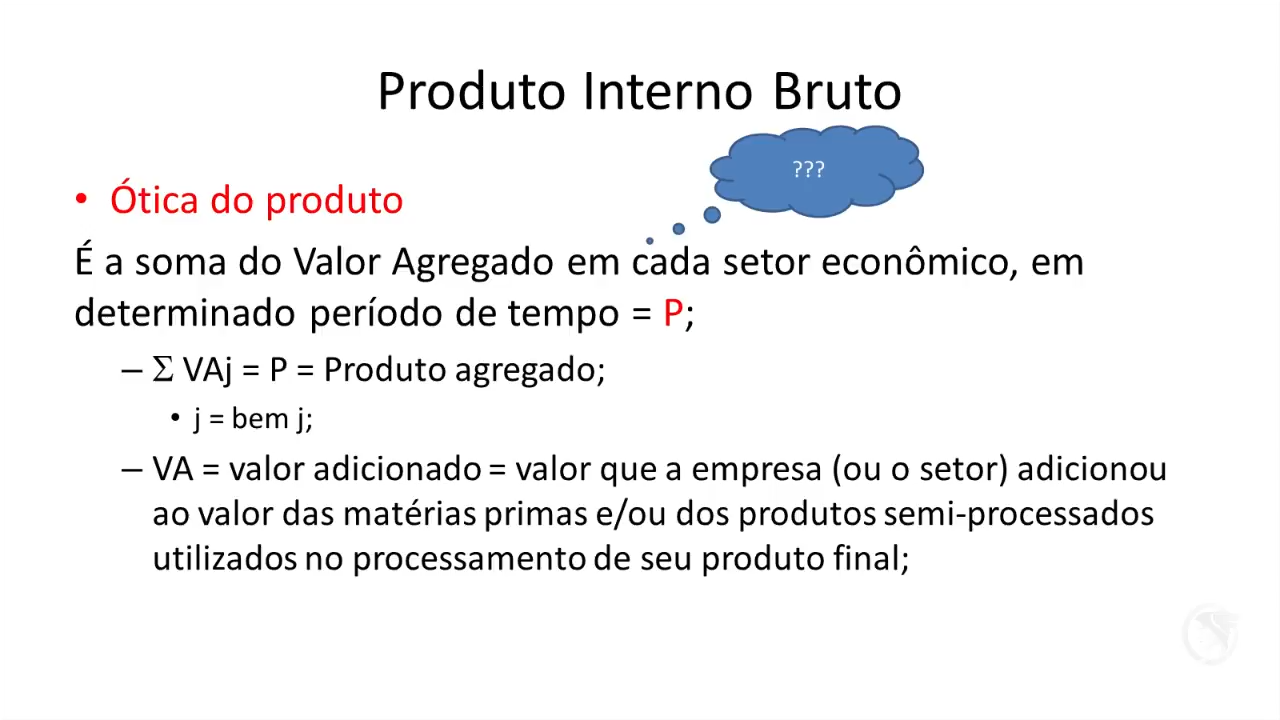 Produto Interno Bruto
???
• Ótica do produto
É a soma do Valor Agregado em cada setor econômico, em
determinado período de tempo = P;
– Σ VAj = P = Produto agregado;
• j = bem j;
– VA = valor adicionado = valor que a empresa (ou o setor) adicionou
ao valor das matérias primas e/ou dos produtos semi-processados
utilizados no processamento de seu produto final;